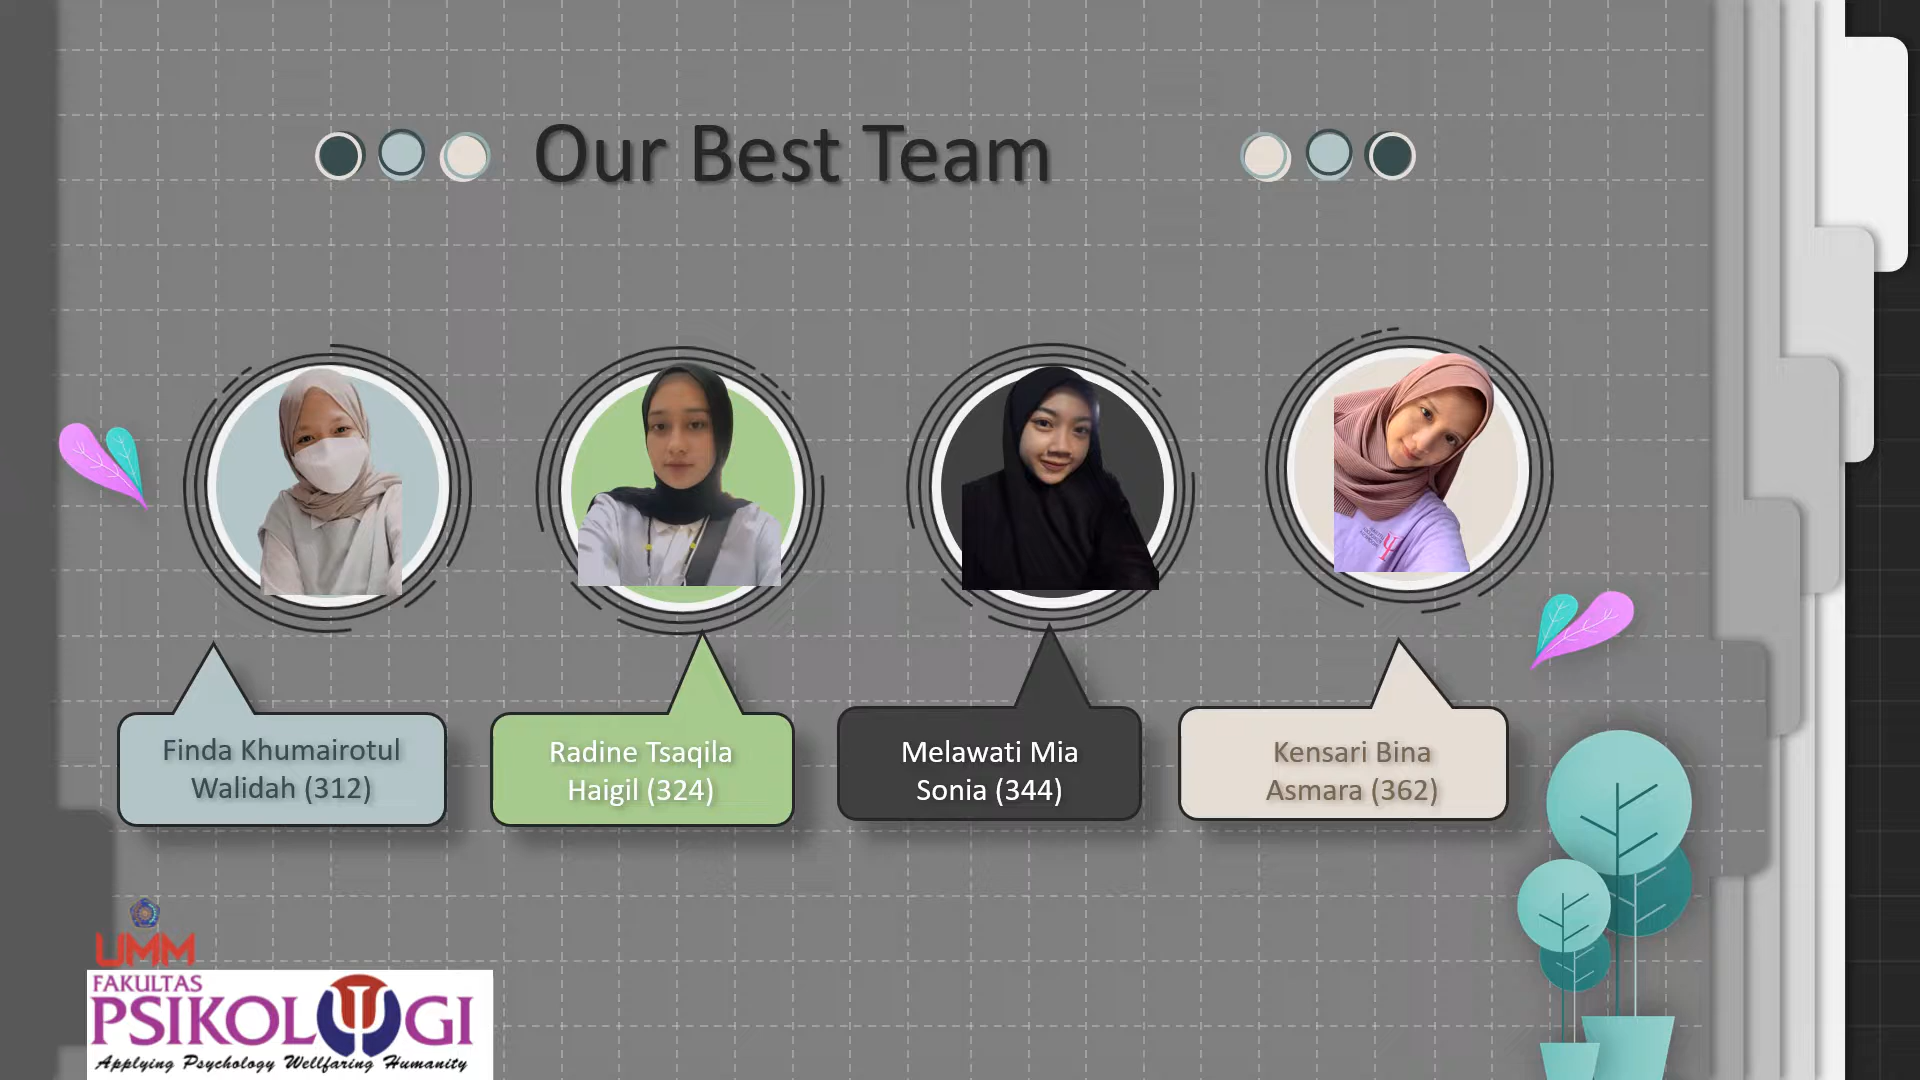 Our Best Team
Finda Khumairotul
Walidah (312)
Radine Tsaqila
Haigil (324)
Melawati Mia
Sonia (344)
Kensari Bina
Asmara (362)
UMM
FAKULTAS
PSIKOLOGI
Applying Psychology Wellfaring Humanity